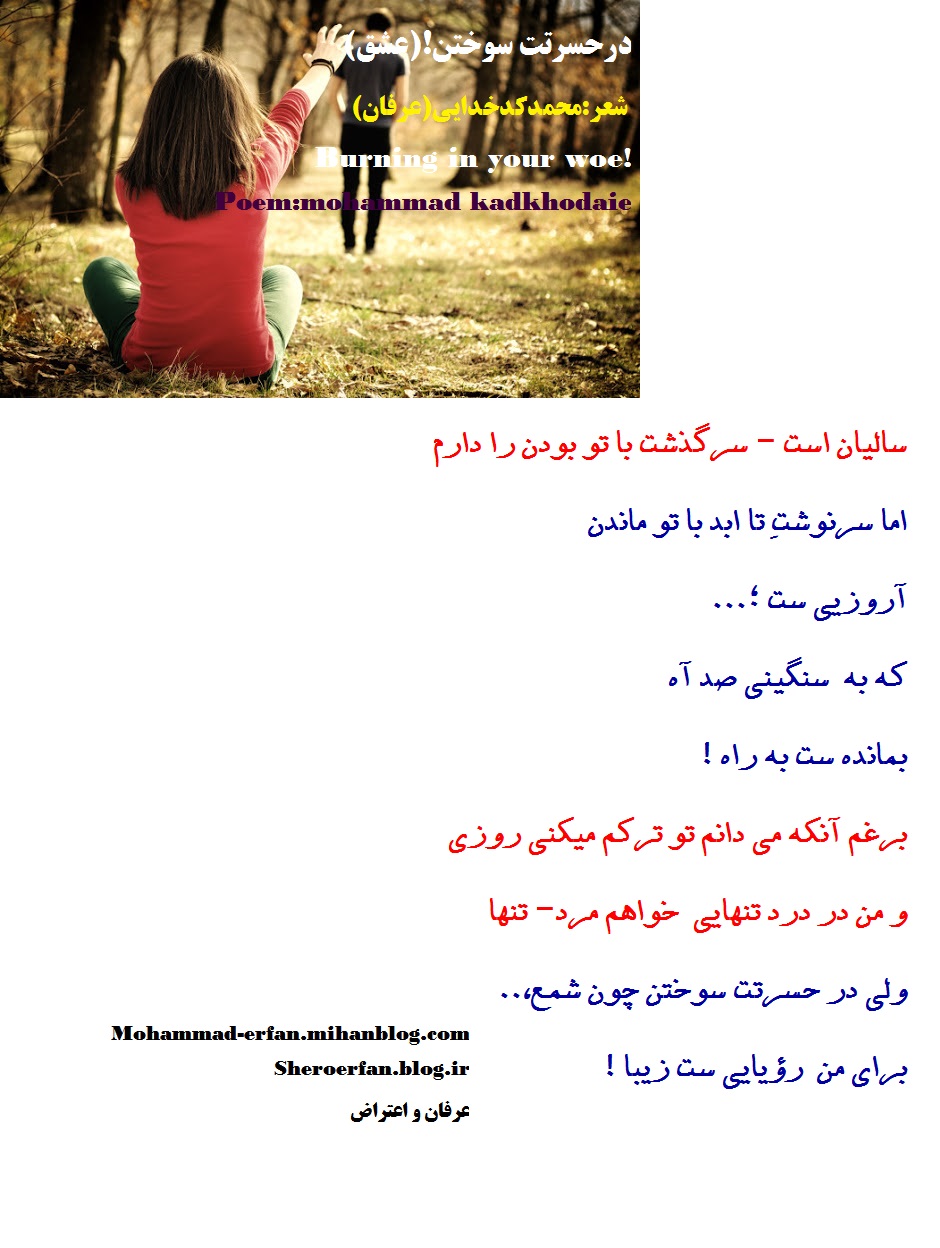 درحسرتت سوختن!(عشق)
شعر:محمدکدخدایی(عرفان)
Burning in your woe!
Poem:mohammad kadkhodaie
سالیان است – سرگذشت با تو بودن را دارم
اما سرنوشتِ تا ابد با تو ماندن
آروزیی ست ؛...
که به سنگینی صد آه
بمانده ست به راه !
برغم آنکه می دانم تو ترکم میکنی روزی
و من در درد تنهایی خواهم مرد– تنها
ولی در حسرتت سوختن چون شمع،..
برای من رؤیایی ست زیبا !
Mohammad-erfan.mihanblog.com
Sheroerfan.blog.ir
عرفان و اعتراض